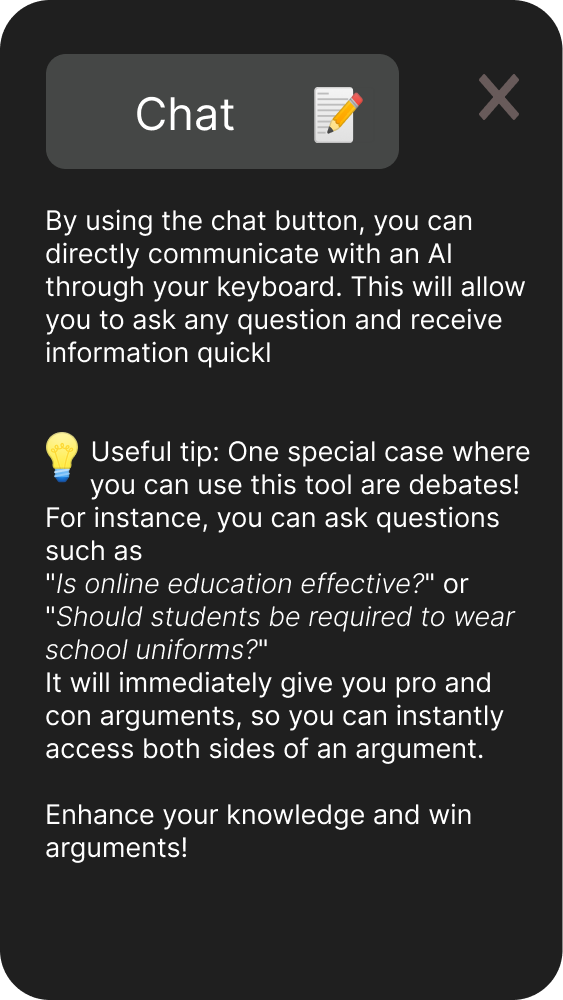 Chat
By using the chat button, you can
directly communicate with an AI
through your keyboard. This will allow
you to ask any question and receive
information quickl
Useful tip: One special case where
you can use this tool are debates!
For instance, you can ask questions
such as
"Is online education effective?" or
"Should students be required to wear
school uniforms?"
It will immediately give you pro and
con arguments, so you can instantly
access both sides of an argument.
Enhance your knowledge and win
arguments!